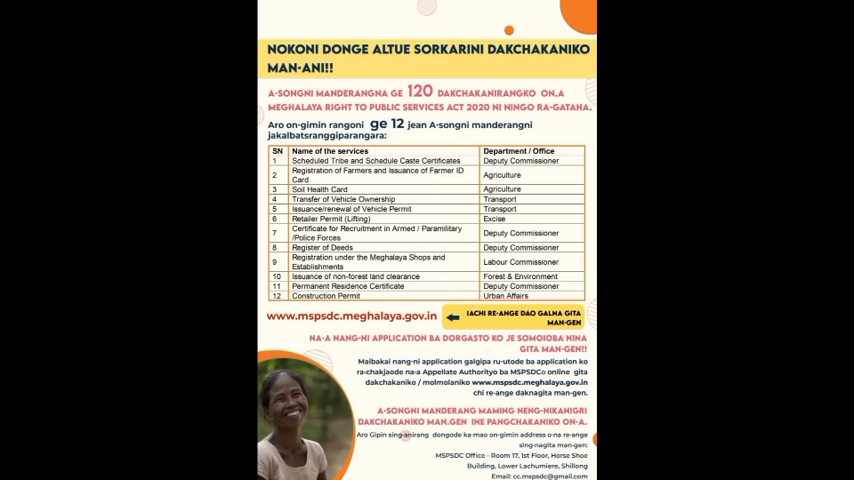 NOKONI DONGE ALTUE SORKARINI DAKCHAKANIKO
MAN·ANI!!
A·SONGNI MANDERANGNA GE 120 DAKCHAKANIRANGKO ON.A
MEGHALAYA RIGHT TO PUBLIC SERVICES ACT 2020 NI NINGO RA·GATAHA.
Aro on·gimin rangoni ge 12 jean A·songni manderangni
jakalbatsranggiparangara:
SN Name of the services Department / Office
1 Scheduled Tribe and Schedule Caste Certificates Deputy Commissioner
2 Registration of Farmers and Issuance of Farmer ID Card Agriculture
3 Soil Health Card Agriculture
4 Transfer of Vehicle Ownership Transport
5 Issuance/renewal of Vehicle Permit Transport
6 Retailer Permit (Lifting) Excise
7 Certificate for Recruitment in Armed / Paramilitary /Police Forces Deputy Commissioner
8 Register of Deeds Deputy Commissioner
9 Registration under the Meghalaya Shops and Establishments Labour Commissioner
10 Issuance of non-forest land clearance Forest & Environment
11 Permanent Residence Certificate Deputy Commissioner
12 Construction Permit Urban Affairs
www.mspsdc.meghalaya.gov.in
IACHI RE·ANGE DAO GALNA GITA
MAN·GEN
NA·A NANG·NI APPLICATION BA DORGASTO KO JE SOMOIOBA NINA
GITA MAN·GEN!!
Maibakai nang·ni application galgipa ru·utode ba application ko
ra·chakjaode na·a Appellate Authorityo ba MSPSDCo online gita
dakchakaniko / molmolaniko www.mspsdc.meghalaya.gov.in
chi re·ange daknagita man·gen.
A·SONGNI MANDERANG MAMING NENG·NIKANIGRI
DAKCHAKANIKO MAN.GEN INE PANGCHAKANIKO ON·A.
Aro Gipin sing·anirang dongode ka·mao on·gimin address o·na re·ange
sing·nagita man·gen:
MSPSDC Office - Room 17, 1st Floor, Horse Shoe
Building, Lower Lachumiere, Shillong
Email: cc.mspsdc@gmail.com